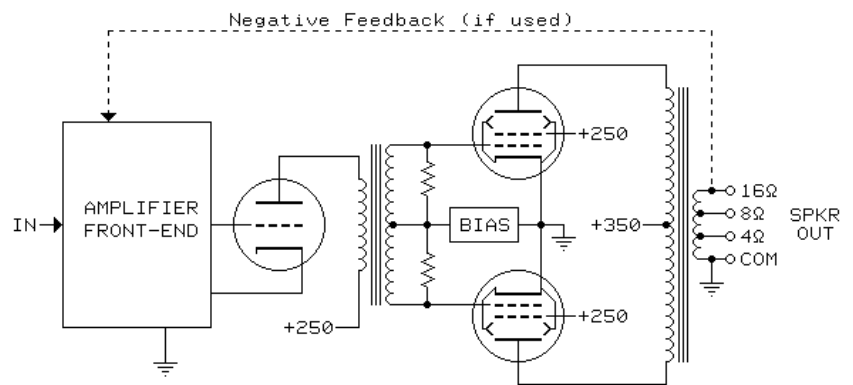 Negative Feedback (if used)
+250
16Ω
AMPLIFIER
FRONT-END
IN
BIAS
+350
8Ω
4Ω
SPKR
OUT
COM
+250
+250